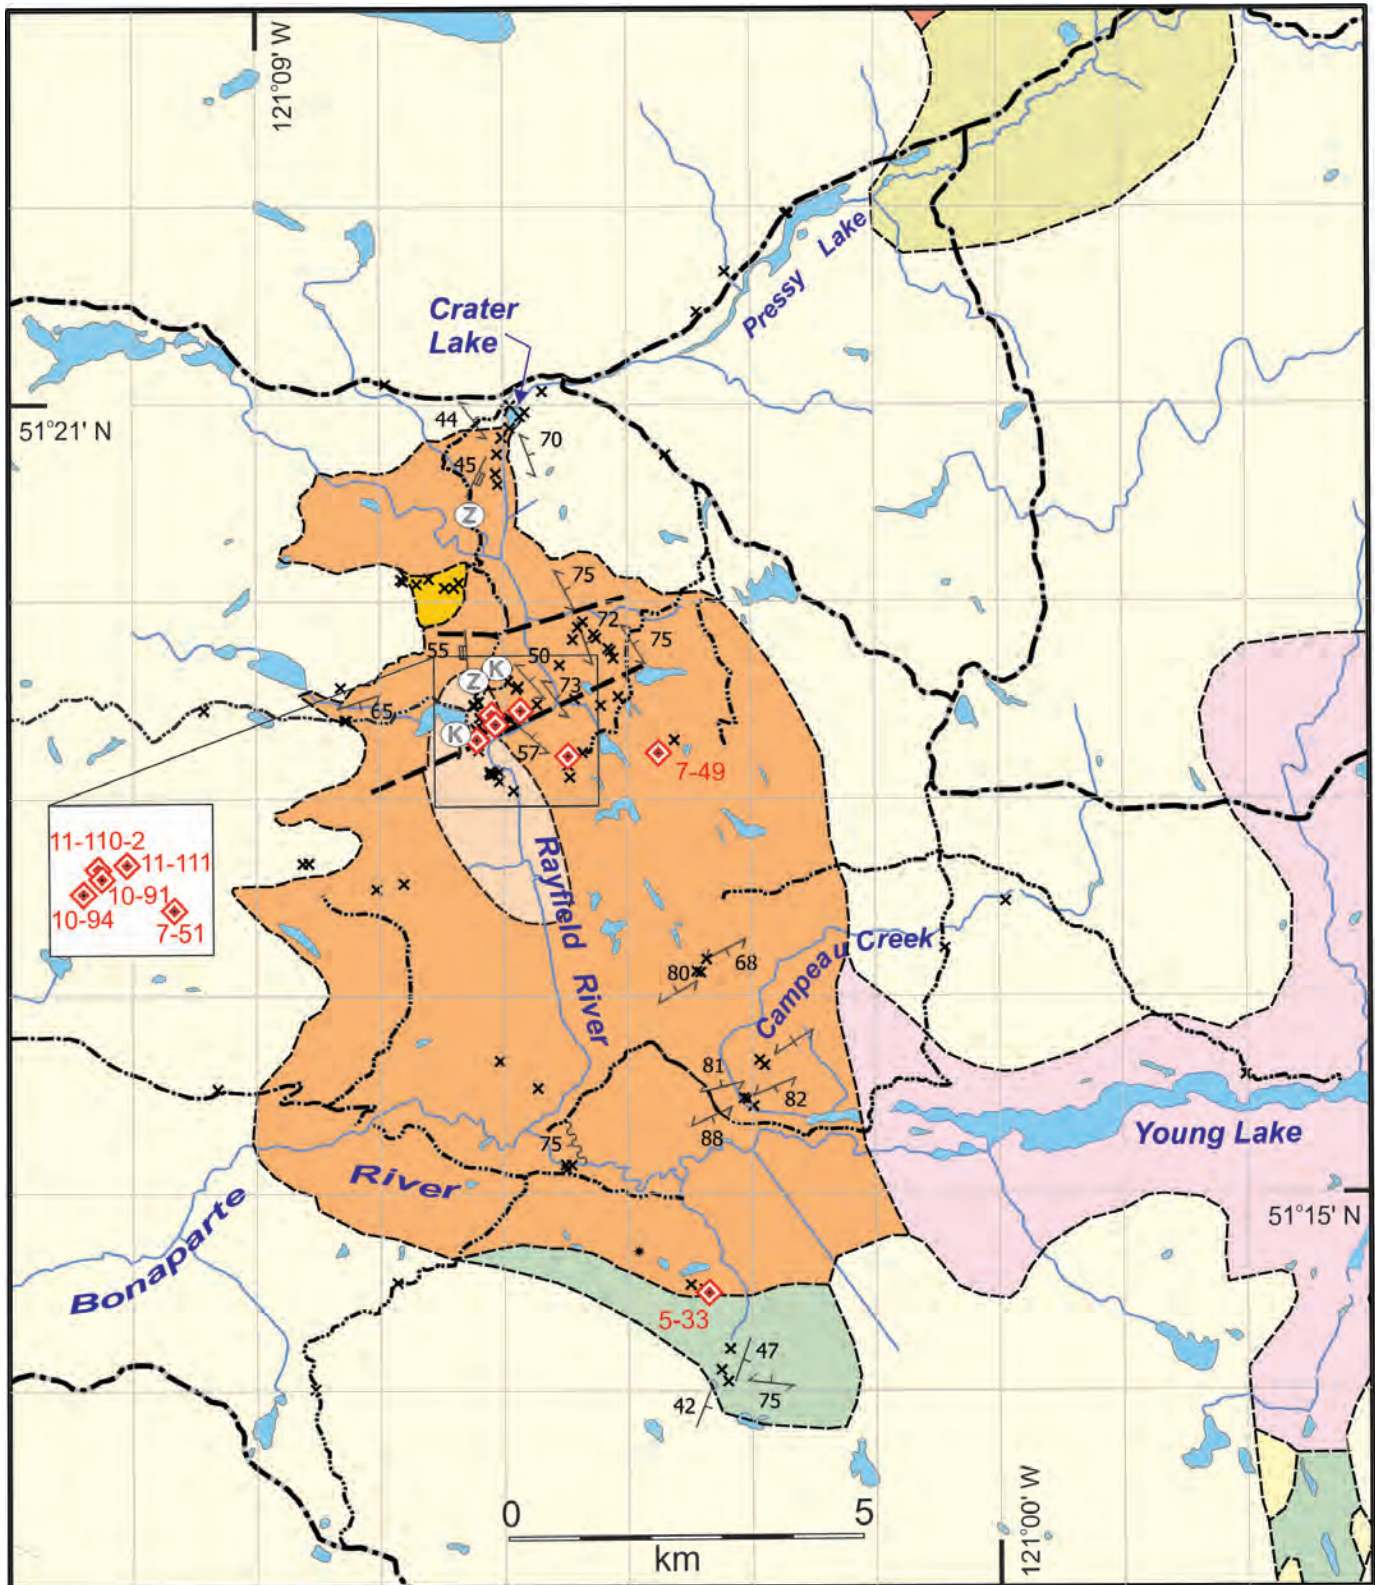 121°09' W
Pressy Lake
Crater
Lake
51°21' N
44
70
45
Z
75
72
75
55
50
K
Z
73
65
K
57
7-49
11-110-2
11-111
10-91
10-94
7-51
Rayfield River
Campeau Creek
68
80
81
82
88
75
Young Lake
Bonaparte River
51°15' N
5-33
47
75
42
0 5
km
121°00' W